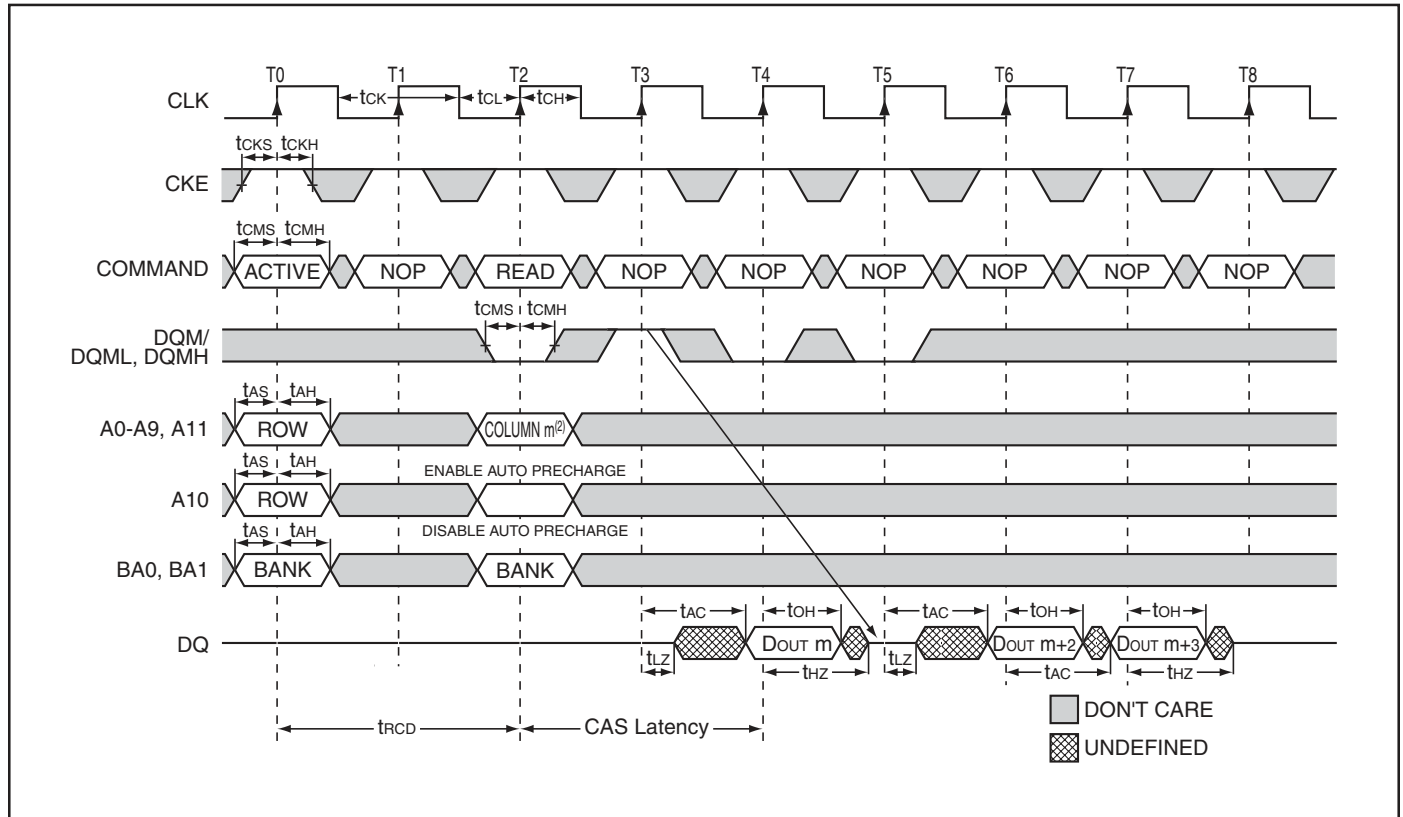 T0 T1 T2 T3 T4 T5 T6 T7 T8
CLK tCK tCL tCH
tCKS tCKH
CKE
tCMS tCMH
COMMAND ACTIVE NOP READ NOP NOP NOP NOP NOP NOP
tCMS tCMH
DQM/
DQML, DQMH
tAS tAH
A0-A9, A11 ROW COLUMN m(2)
tAS tAH ENABLE AUTO PRECHARGE
A10 ROW
tAS tAH DISABLE AUTO PRECHARGE
BA0, BA1 BANK BANK
tAC tOH tAC tOH tOH
DQ DOUT m DOUT m+2 DOUT m+3
tLZ tHZ tLZ tAC tHZ
DON'T CARE
tRCD CAS Latency
UNDEFINED